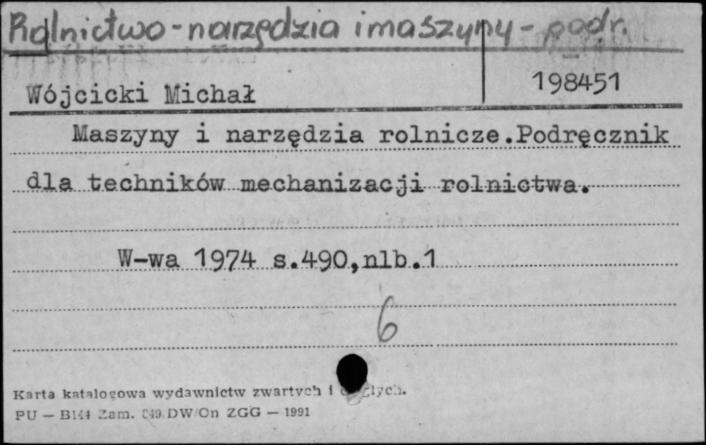 Rolnictwo - narzędzia i maszyny - podr.
198451
Wójcicki Michał
Maszyny i narzędzia rolnicze.Podręcznik
dla techników mechanizacji rolnictwa.
W-wa 1974 s.490,nlb.1
6
Karta katalogowa wydawnictw zwartych i
PU — B144 Zam. DW/On ZGG — 1991